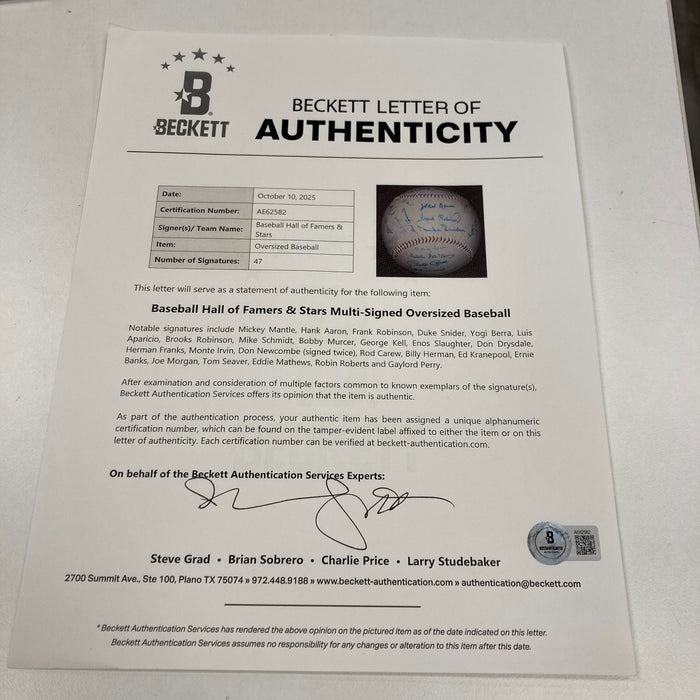 BECKETT
BECKETT LETTER OF
AUTHENTICITY
Date: October 10, 2025
Certification Number: AE62582
Signer(s)/ Team Name: Baseball Hall of Famers &
Stars
Item: Oversized Baseball
Number of Signatures: 47
This letter will serve as a statement of authenticity for the following item:
Baseball Hall of Famers & Stars Multi-Signed Oversized Baseball
Notable signatures include Mickey Mantle, Hank Aaron, Frank Robinson, Duke Snider, Yogi Berra, Luis
Aparicio, Brooks Robinson, Mike Schmidt, Bobby Murcer, George Kell, Enos Slaughter, Don Drysdale,
Herman Franks, Monte Irvin, Don Newcombe (signed twice), Rod Carew, Billy Herman, Ed Kranepool, Ernie
Banks, Joe Morgan, Tom Seaver, Eddie Mathews, Robin Roberts and Gaylord Perry.
After examination and consideration of multiple factors common to known exemplars of the signature(s),
Beckett Authentication Services offers its opinion that the item is authentic.
As part of the authentication process, your authentic item has been assigned a unique alphanumeric
certification number, which can be found on the tamper-evident label affixed to either the item or on this
letter of authenticity. Each certification number can be verified at beckett-authentication.com.
On behalf of the Beckett Authentication Services Experts:
Steve Grad • Brian Sobrero • Charlie Price • Larry Studebaker
2700 Summit Ave., Ste 100, Plano TX 75074 » 972.448.9188 » www.beckett-authentication.com » authentication@beckett.com
* Beckett Authentication Services has rendered the above opinion on the pictured item as of the date indicated on this letter.
Beckett Authentication Services assumes no responsibility for any changes or alteration to this item after this date.